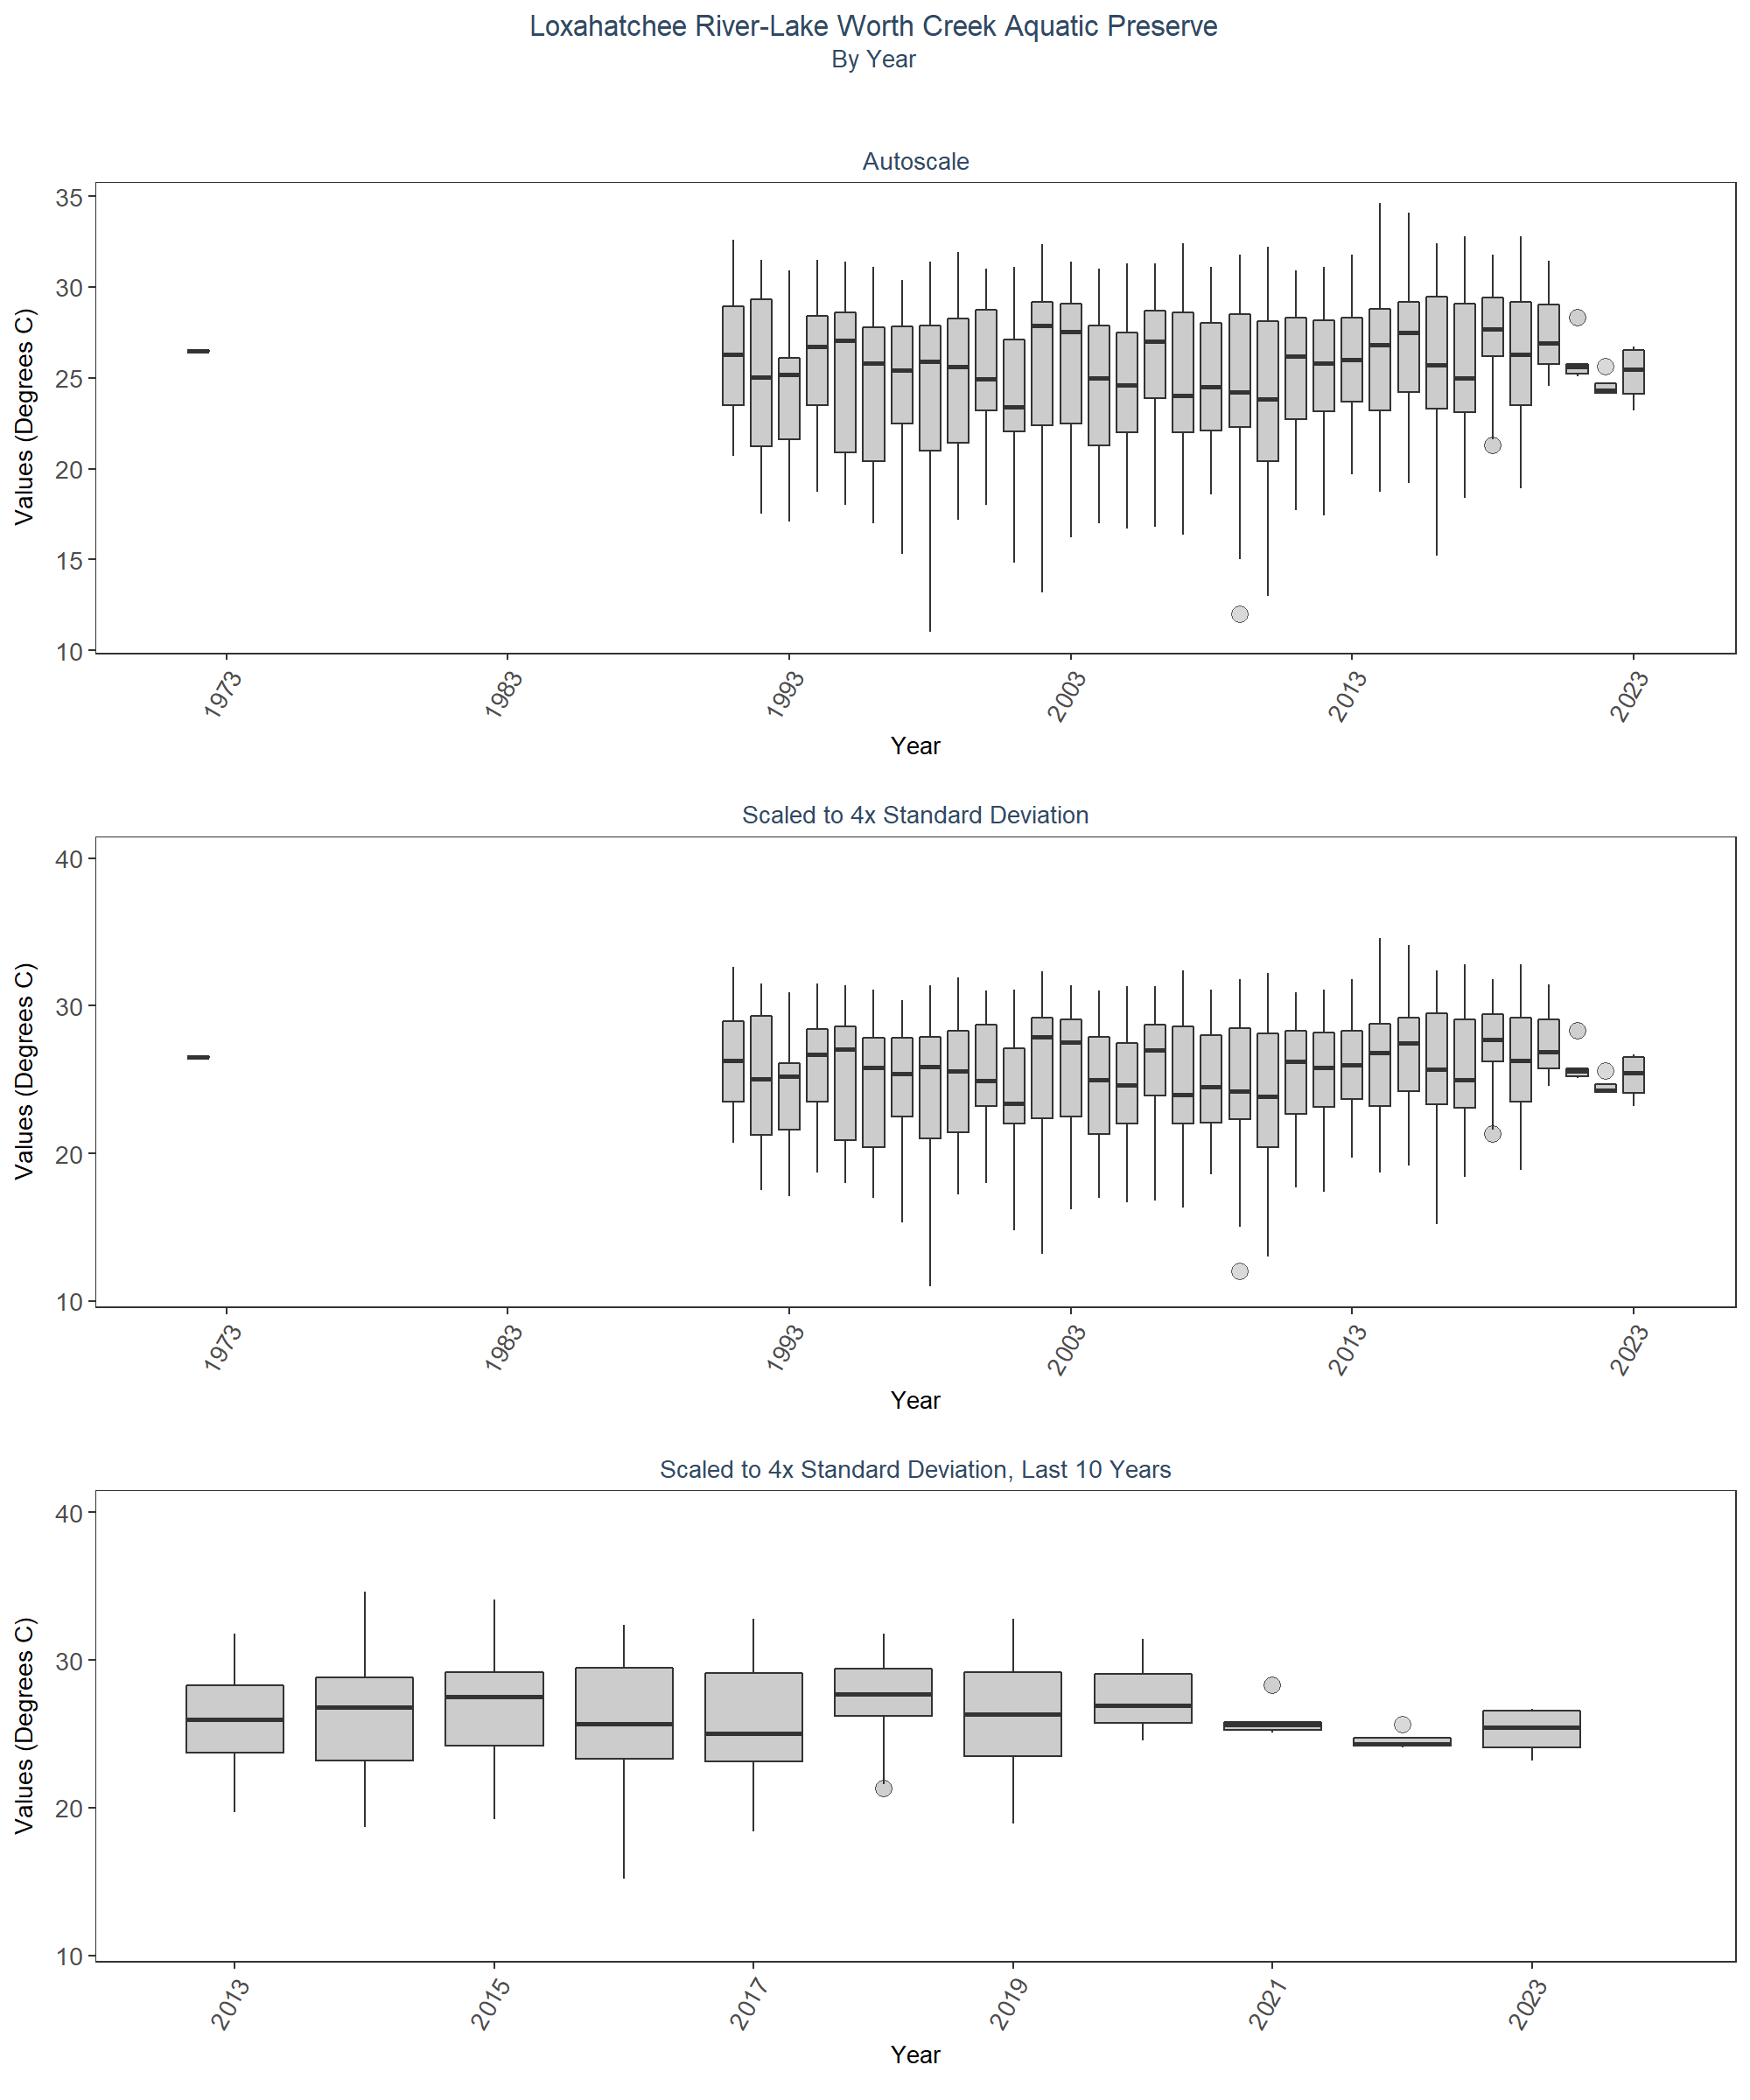 Loxahatchee River-Lake Worth Creek Aquatic Preserve
By Year
Autoscale
Values (Degrees C)
35
30
25
20
15
10
1973
1983
1993
2003
2013
2023
Year
Scaled to 4x Standard Deviation
Values (Degrees C)
40
30
20
10
1973
1983
1993
2003
2013
2023
Year
Scaled to 4x Standard Deviation, Last 10 Years
Values (Degrees C)
40
30
20
10
2013
2015
2017
2019
2021
2023
Year